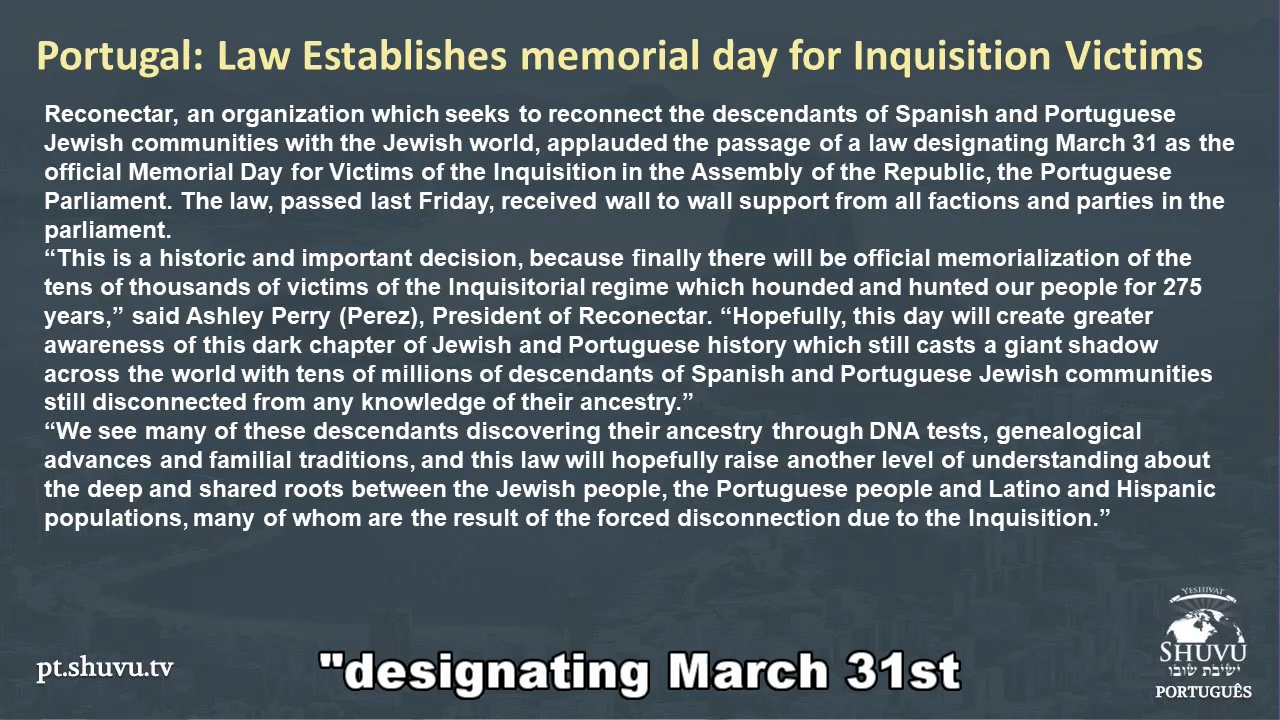 Portugal: Law Establishes memorial day for Inquisition Victims
Reconectar, an organization which seeks to reconnect the descendants of Spanish and Portuguese
Jewish communities with the Jewish world, applauded the passage of a law designating March 31 as the
official Memorial Day for Victims of the Inquisition in the Assembly of the Republic, the Portuguese
Parliament. The law, passed last Friday, received wall to wall support from all factions and parties in the
parliament.
“This is a historic and important decision, because finally there will be official memorialization of the
tens of thousands of victims of the Inquisitorial regime which hounded and hunted our people for 275
years,” said Ashley Perry (Perez), President of Reconectar. “Hopefully, this day will create greater
awareness of this dark chapter of Jewish and Portuguese history which still casts a giant shadow
across the world with tens of millions of descendants of Spanish and Portuguese Jewish communities
still disconnected from any knowledge of their ancestry.”
“We see many of these descendants discovering their ancestry through DNA tests, genealogical
advances and familial traditions, and this law will hopefully raise another level of understanding about
the deep and shared roots between the Jewish people, the Portuguese people and Latino and Hispanic
populations, many of whom are the result of the forced disconnection due to the Inquisition.”
pt.shuvu.tv
"designating March 31st
YESHIVAT
SHUVU
ישיבת שובו
PORTUGUÊS